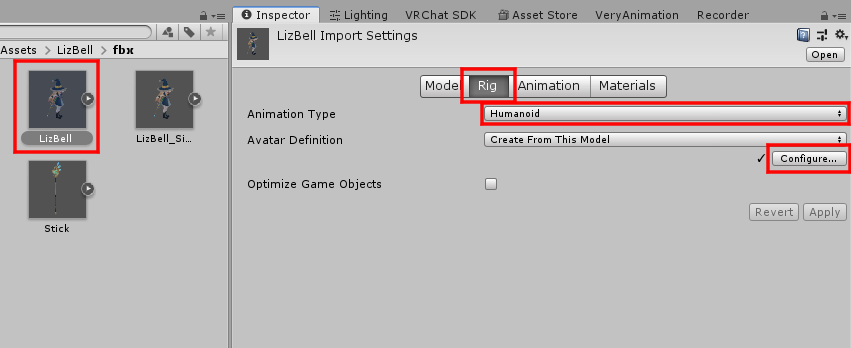 Inspector
Lighting
VRChat SDK
Asset Store
VeryAnimation
Recorder
Assets > LizBell > fbx
LizBell
LizBell_Si...
Stick
LizBell Import Settings
Open
Model
Rig
Animation
Materials
Animation Type
Humanoid
Avatar Definition
Create From This Model
✓
Configure...
Optimize Game Objects
Revert
Apply